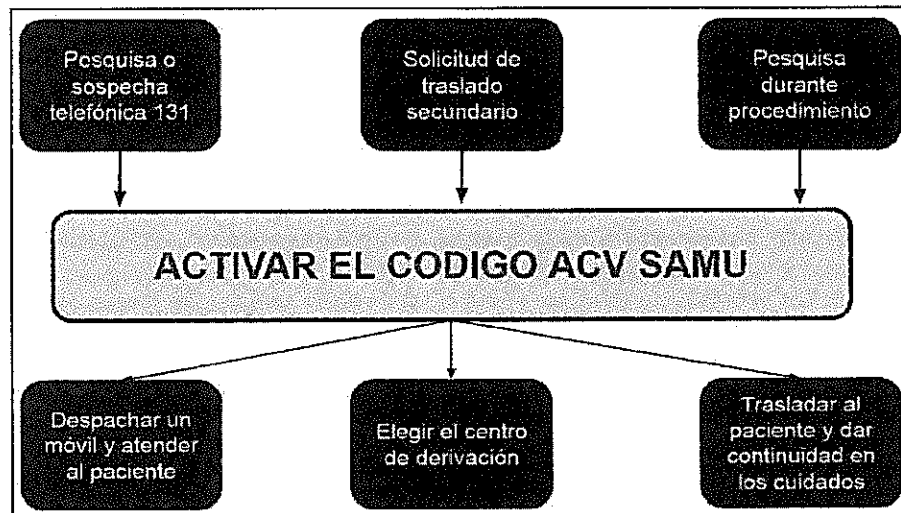 Pesquisa o
sospecha
telefónica 131
Solicitud de
traslado
secundario
Pesquisa
durante
procedimiento
ACTIVAR EL CODIGO ACV SAMU
Despachar un
móvil y atender
al paciente
Elegir el centro
de derivación
Trasladar al
paciente y dar
continuidad en
los cuidados